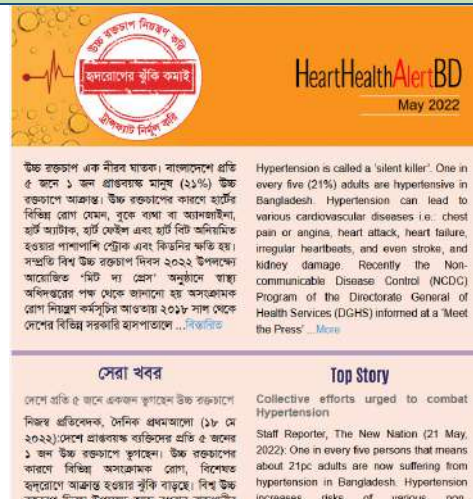 উচ্চ রক্তচাপ নিয়ন্ত্রণ করি
হৃদরোগের ঝুঁকি কমাই
ট্রান্সফ্যাট নির্মূল করি
HeartHealthAlertBD
May 2022
উচ্চ রক্তচাপ এক নীরব ঘাতক। বাংলাদেশে প্রতি
৫ জনে ১ জন প্রাপ্তবয়স্ক মানুষ (২১%) উচ্চ
রক্তচাপে আক্রান্ত। উচ্চ রক্তচাপের কারণে হার্টের
বিভিন্ন রোগ যেমন, বুকে ব্যথা বা অ্যানজাইনা,
হার্ট অ্যাটাক, হার্ট ফেইল এবং হার্ট বিট অনিয়মিত
হওয়ার পাশাপাশি স্ট্রোক এবং কিডনির ক্ষতি হয়।
সম্প্রতি বিশ্ব উচ্চ রক্তচাপ দিবস ২০২২ উপলক্ষ্যে
আয়োজিত ‘মিট দ্য প্রেস’ অনুষ্ঠানে স্বাস্থ্য
অধিদপ্তরের পক্ষ থেকে জানানো হয় অসংক্রামক
রোগ নিয়ন্ত্রণ কর্মসূচির আওতায় ২০১৮ সাল থেকে
দেশের বিভিন্ন সরকারি হাসপাতালে ...বিস্তারিত
Hypertension is called a 'silent killer'. One in
every five (21%) adults are hypertensive in
Bangladesh. Hypertension can lead to
various cardiovascular diseases i.e.: chest
pain or angina, heart attack, heart failure,
irregular heartbeats, and even stroke, and
kidney damage. Recently the Non-
communicable Disease Control (NCDC)
Program of the Directorate General of
Health Services (DGHS) informed at a 'Meet
the Press' ...More
সেরা খবর
দেশে প্রতি ৫ জনে একজন ভুগছেন উচ্চ রক্তচাপে
নিজস্ব প্রতিবেদক, দৈনিক প্রথমআলো (১৮ মে
২০২২):দেশে প্রাপ্তবয়স্ক ব্যক্তিদের প্রতি ৫ জনের
১ জন উচ্চ রক্তচাপে ভুগছেন। উচ্চ রক্তচাপের
কারণে বিভিন্ন অসংক্রামক রোগ, বিশেষত
হৃদ্‌রোগে আক্রান্ত হওয়ার ঝুঁকি বাড়ছে। বিশ্ব উচ্চ
Top Story
Collective efforts urged to combat
Hypertension
Staff Reporter, The New Nation (21 May,
2022): One in every five persons that means
about 21pc adults are now suffering from
hypertension in Bangladesh. Hypertension
increases risks of various non